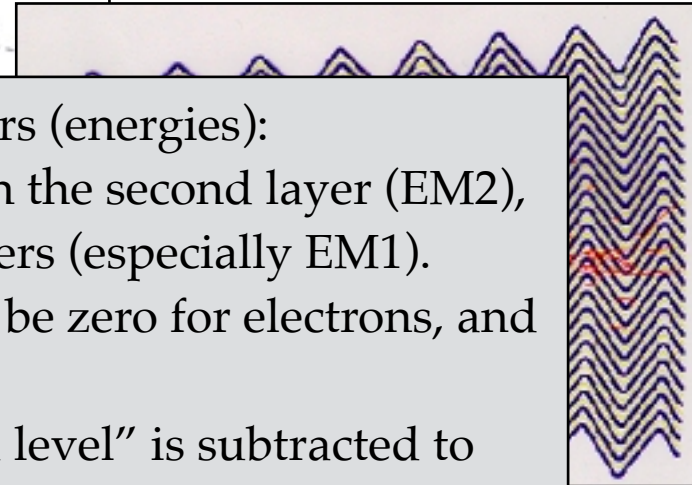 rs (energies):
n the second layer (EM2),
ers (especially EM1).
be zero for electrons, and
level” is subtracted to